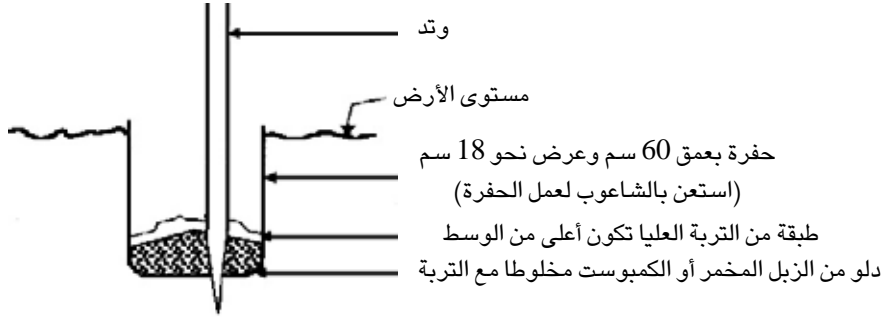 وتد
مستوى الأرض
حفرة بعمق 60 سم وعرض نحو 18 سم
(استعن بالشاعوب لعمل الحفرة)
طبقة من التربة العليا تكون أعلى من الوسط
دلو من الزبل المخمر أو الكمبوست مخلوطا مع التربة